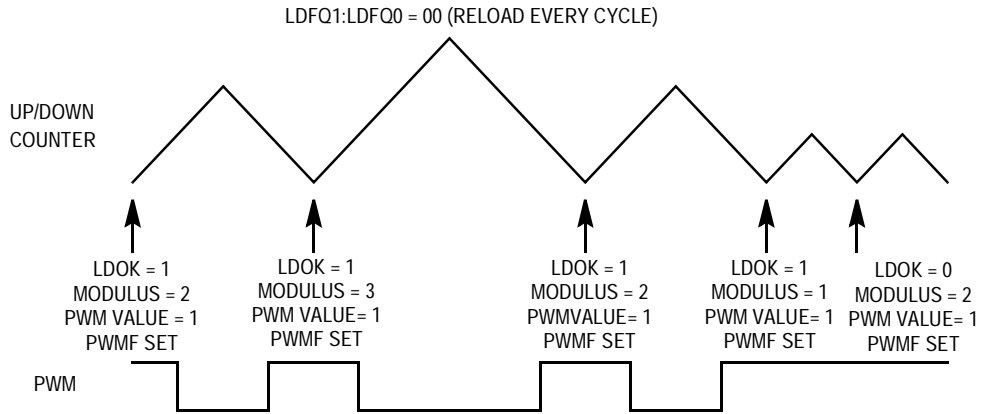 LDFQ1:LDFQ0 = 00 (RELOAD EVERY CYCLE)
UP/DOWN
COUNTER
LDOK = 1
MODULUS = 2
PWM VALUE = 1
PWMF SET
LDOK = 1
MODULUS = 3
PWM VALUE= 1
PWMF SET
LDOK = 1
MODULUS = 2
PWMVALUE= 1
PWMF SET
LDOK = 1
MODULUS = 1
PWM VALUE= 1
PWMF SET
LDOK = 0
MODULUS = 2
PWM VALUE= 1
PWMF SET
PWM